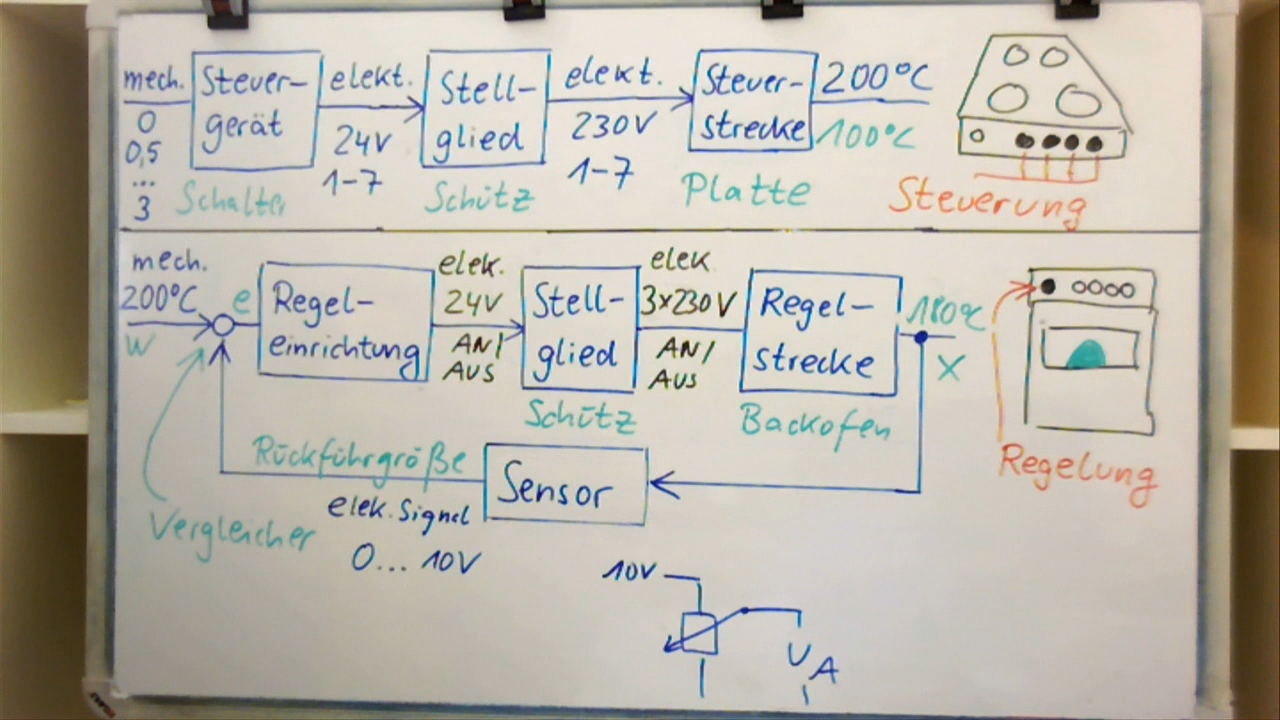 mech.
0
0,5
...
3
Steuer-
gerät
Schalter
elekt.
24V
1-7
Stell-
glied
Schütz
elekt.
230V
1-7
Steuer-
strecke
Platte
200°C
100°C
Steuerung
mech.
200°C
W
e
Regel-
einrichtung
elek.
24V
AN/
AUS
Stell-
glied
Schütz
elek
3x230V
AN/
AUS
Regel-
strecke
Backofen
180°C
X
Regelung
Rückführgröße
Sensor
elek. Signal
0... 10V
Vergleicher
10V
UA